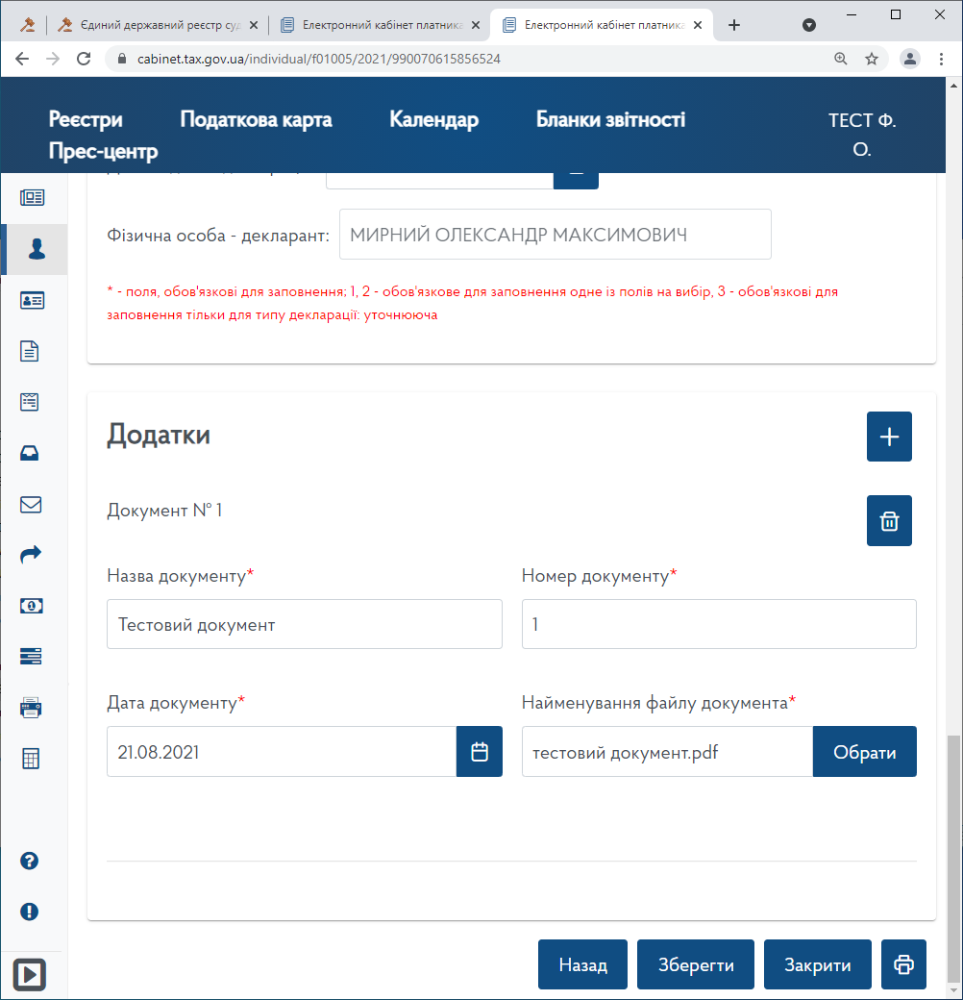 Єдиний державний реєстр суд
Електронний кабінет платника
Електронний кабінет платника
cabinet.tax.gov.ua/individual/f01005/2021/990070615856524
Реєстри Податкова карта Календар Бланки звітності
ТЕСТ Ф.
О.
Прес-центр
Фізична особа - декларант: МИРНИЙ ОЛЕКСАНДР МАКСИМОВИЧ
* - поля, обов'язкові для заповнення; 1, 2 - обов'язкове для заповнення одне із полів на вибір, 3 - обов'язкові для
заповнення тільки для типу декларації: уточнююча
Додатки
Документ № 1
Назва документу* Номер документу*
Тестовий документ 1
Дата документу* Найменування файлу документа*
21.08.2021 тестовий документ.pdf Обрати
Назад Зберегти Закрити